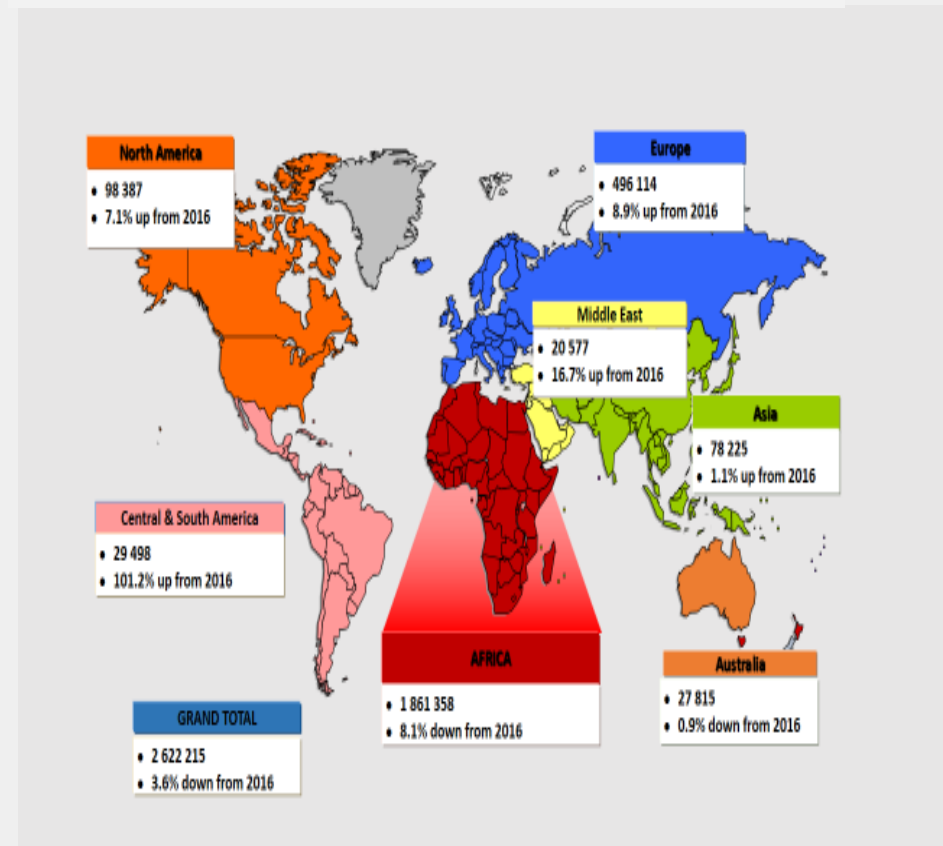 North America
• 98 387
• 7.1% up from 2016
Europe
• 496 114
• 8.9% up from 2016
Middle East
• 20 577
• 16.7% up from 2016
Asia
• 78 225
• 1.1% up from 2016
Central & South America
• 29 498
• 101.2% up from 2016
AFRICA
• 1 861 358
• 8.1% down from 2016
Australia
• 27 815
• 0.9% down from 2016
GRAND TOTAL
• 2 622 215
• 3.6% down from 2016